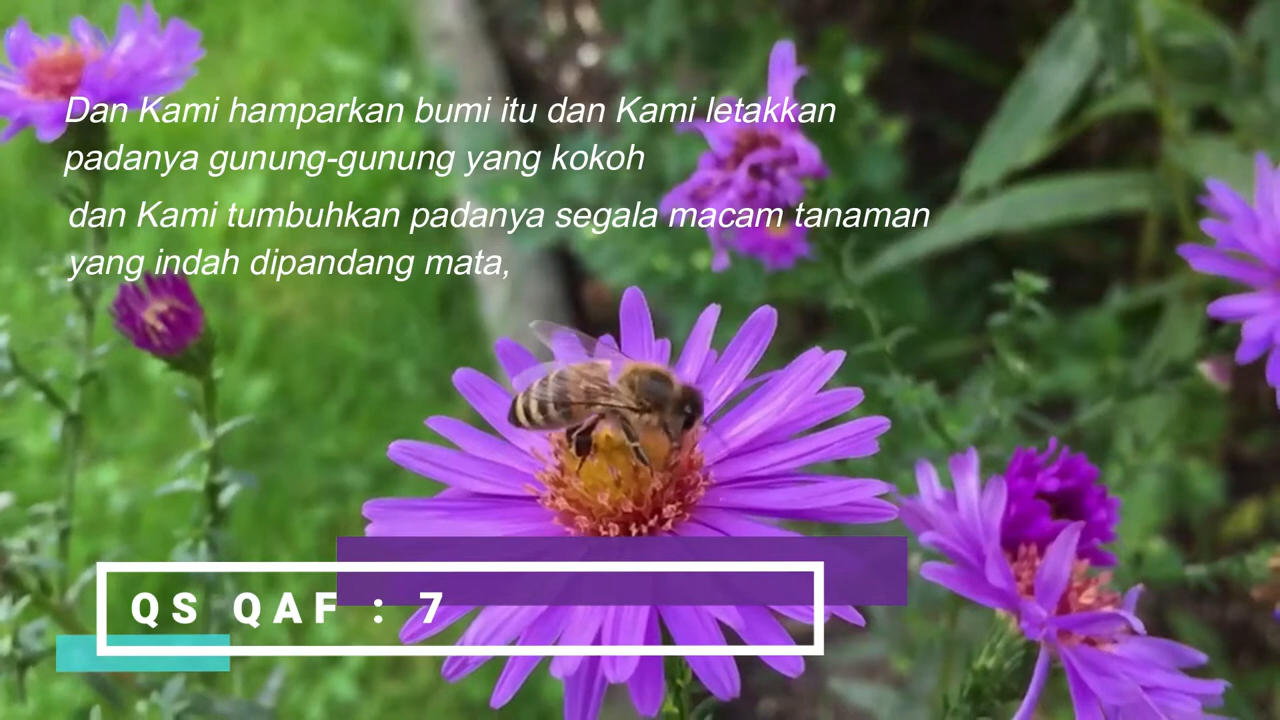 Dan Kami hamparkan bumi itu dan Kami letakkan
padanya gunung-gunung yang kokoh
dan Kami tumbuhkan padanya segala macam tanaman
yang indah dipandang mata,
QS QAF : 7